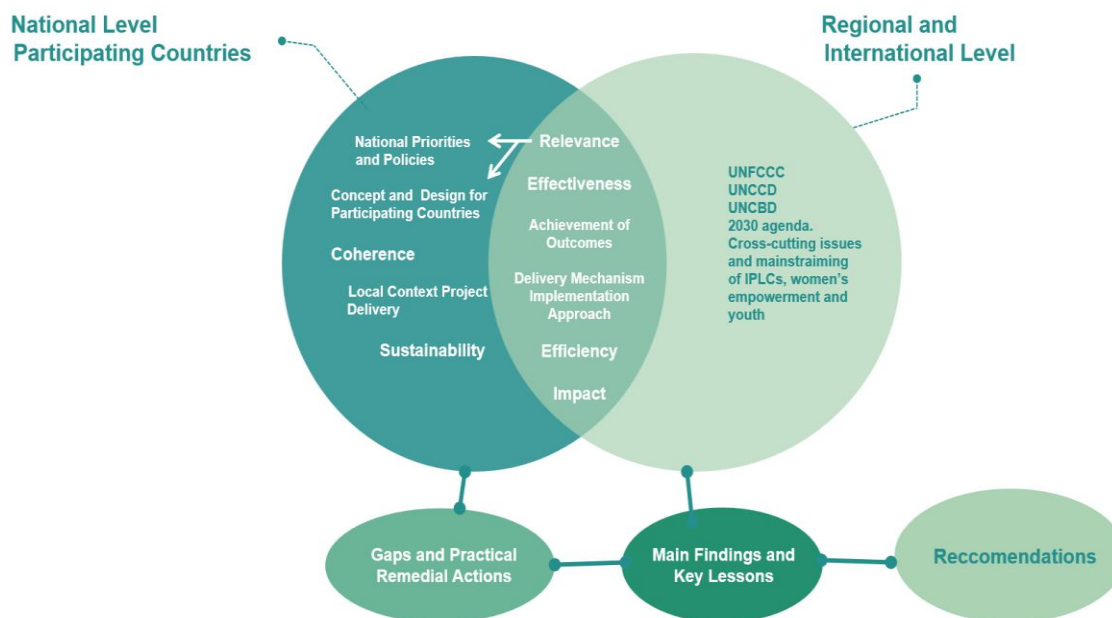 National Level
Participating Countries
Regional and
International Level
National Priorities
and Policies
Concept and Design for
Participating Countries
Coherence
Local Context Project
Delivery
Sustainability
Relevance
Effectiveness
Achievement of
Outcomes
Delivery Mechanism
Implementation
Approach
Efficiency
Impact
UNFCCC
UNCCD
UNCBD
2030 agenda.
Cross-cutting issues
and mainstraiming
of IPLCs, women's
empowerment and
youth
Gaps and Practical
Remedial Actions
Main Findings and
Key Lessons
Reccomendations